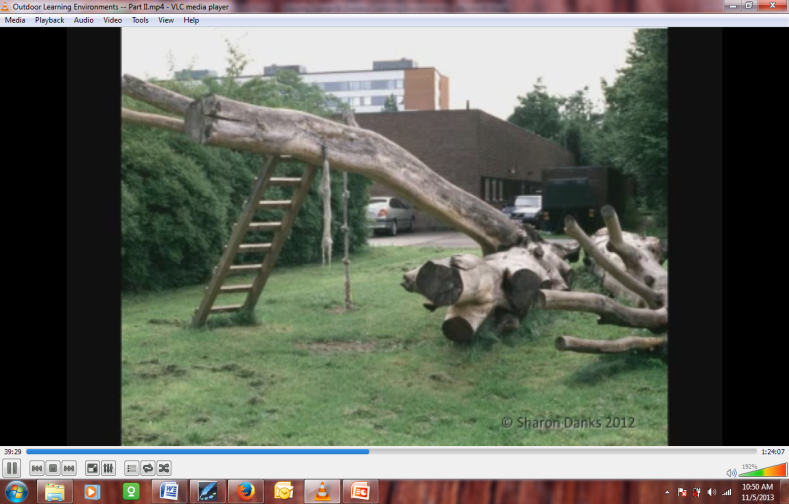 Outdoor Learning Environments -- Part II.mp4 - VLC media player
Media Playback Audio Video Tools View Help
© Sharon Danks 2012
39:29
1:24:07
192%
10:50 AM
11/5/2013